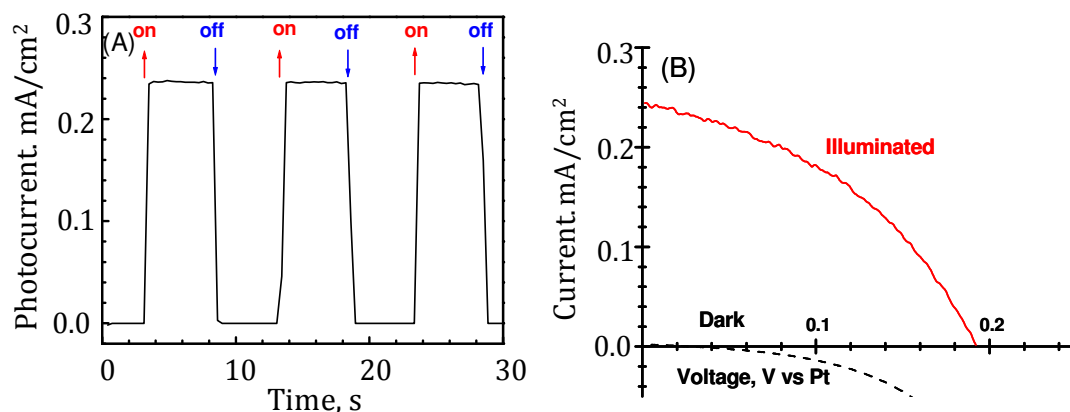 (A)
on off on off on off
Photocurrent. mA/cm²
0.3
0.2
0.1
0.0
0 10 20 30
Time, s
(B)
Illuminated
Current. mA/cm²
0.3
0.2
0.1
0.0
Dark
0.1 0.2
Voltage, V vs Pt